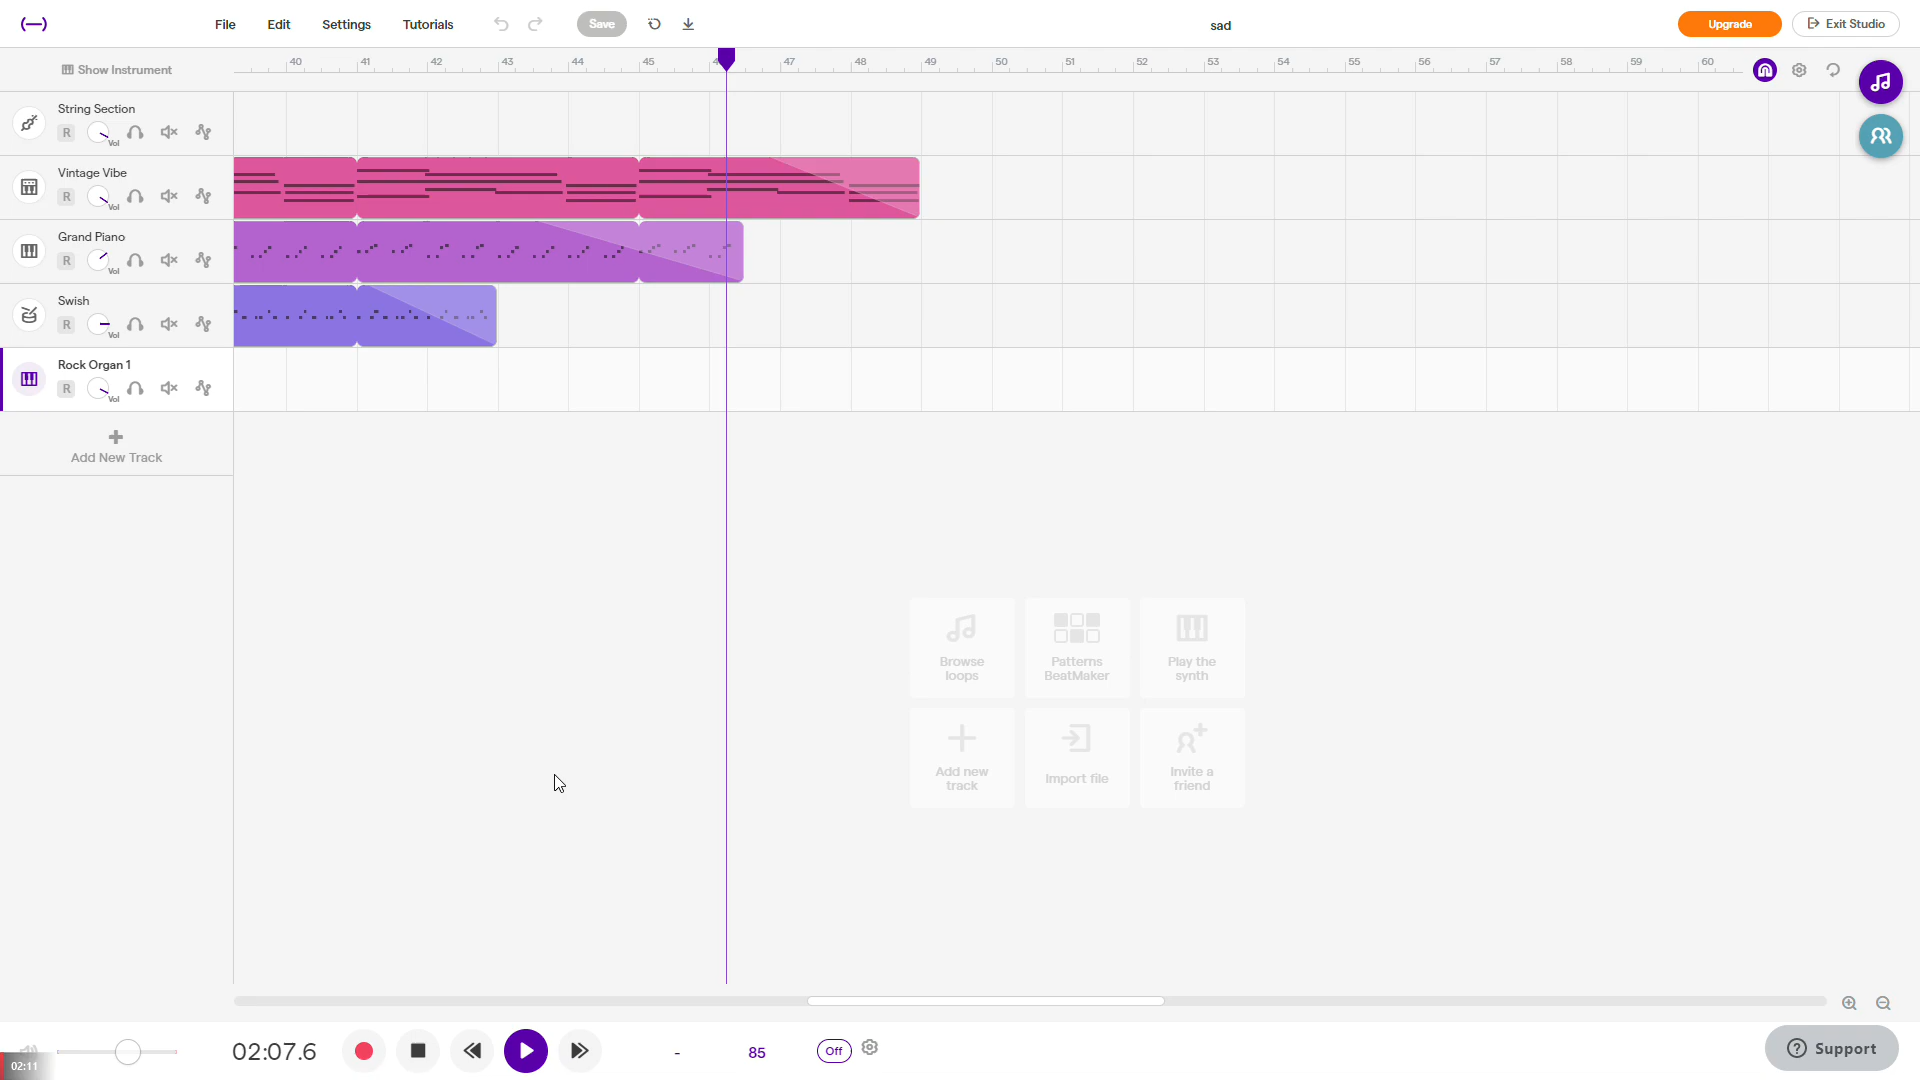 File
Edit
Settings
Tutorials
Save
sad
Upgrade
Exit Studio
Show Instrument
40
41
42
43
44
45
47
48
49
50
51
52
53
54
55
56
57
58
59
60
String Section
R
Vol
Vintage Vibe
R
Vol
Grand Piano
R
Vol
Swish
R
Vol
Rock Organ 1
R
Vol
Add New Track
Browse
loops
Patterns
BeatMaker
Play the
synth
Add new
track
Import file
Invite a
friend
02:07.6
-
85
Off
Support
02:11